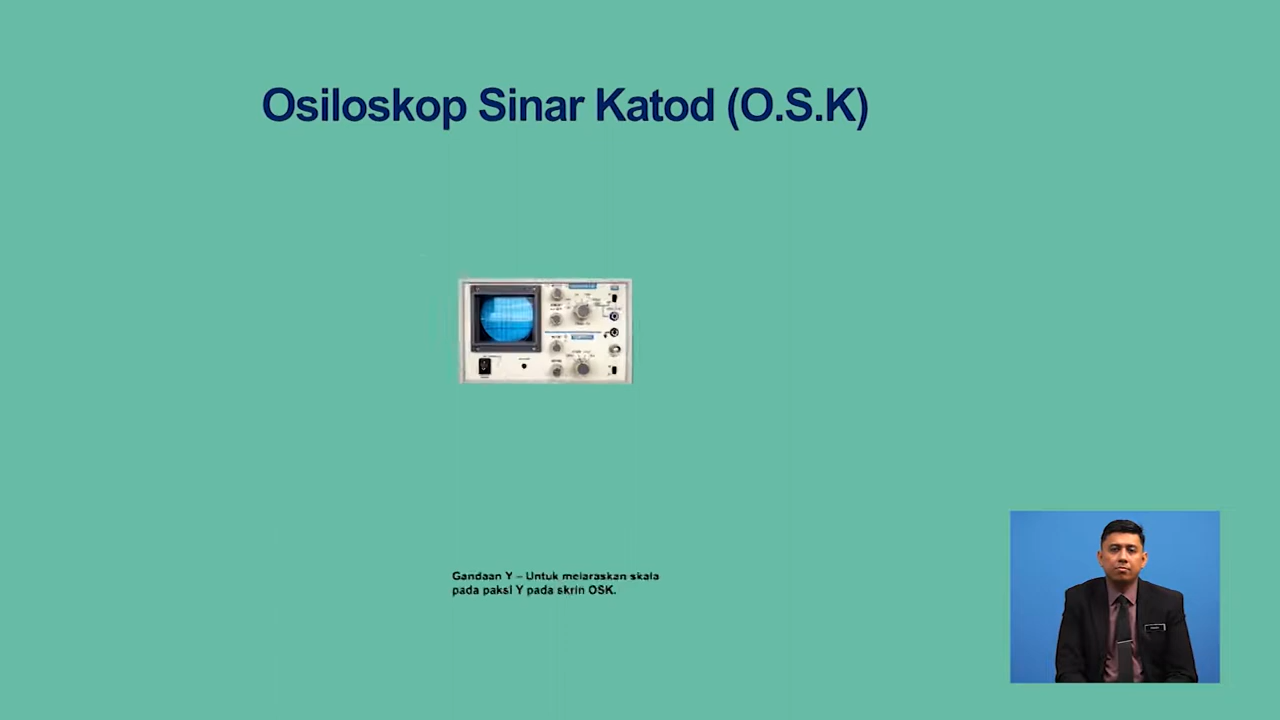 Osiloskop Sinar Katod (O.S.K)
Gandaan Y – Untuk melaraskan skala
pada paksi Y pada skrin OSK.